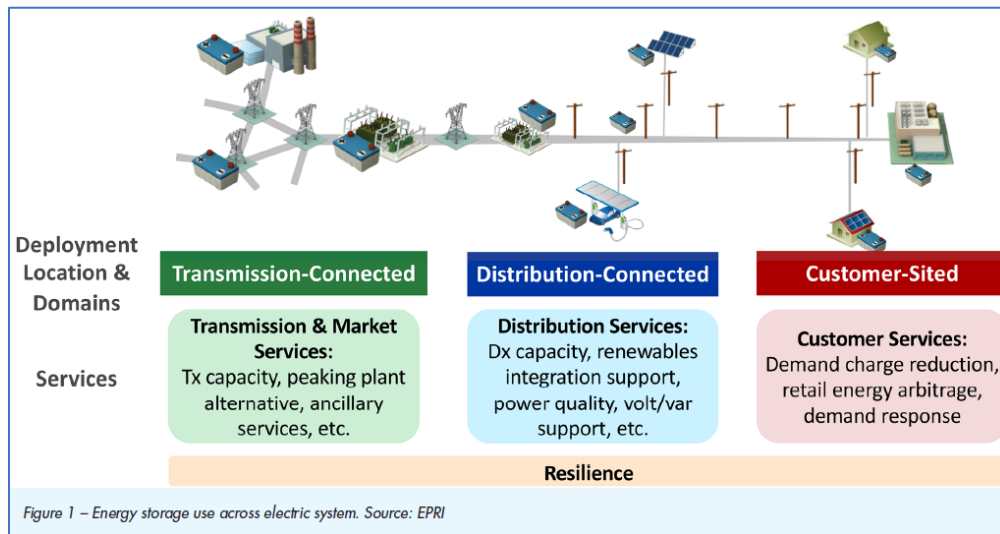 Deployment
Location &
Domains
Transmission-Connected
Distribution-Connected
Customer-Sited
Services
Transmission & Market
Services:
Tx capacity, peaking plant
alternative, ancillary
services, etc.
Distribution Services:
Dx capacity, renewables
integration support,
power quality, volt/var
support, etc.
Customer Services:
Demand charge reduction,
retail energy arbitrage,
demand response
Resilience
Figure 1 – Energy storage use across electric system. Source: EPRI